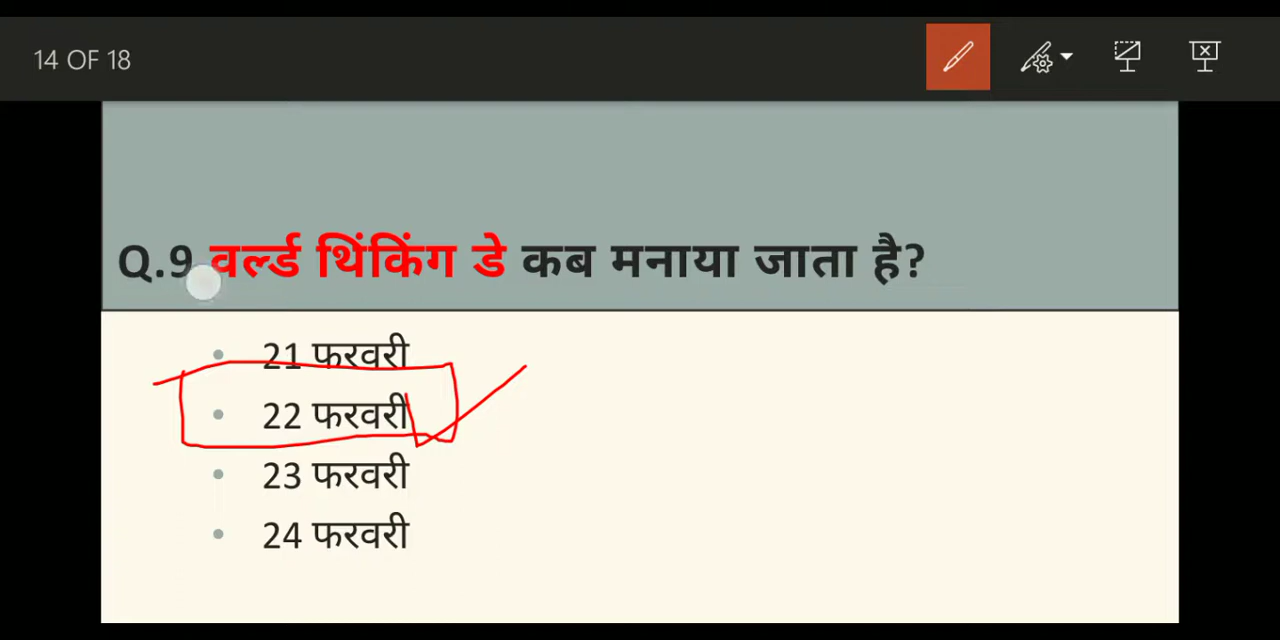 14 OF 18
Q.9 वर्ल्ड थिंकिंग डे कब मनाया जाता है?
• 21 फरवरी
• 22 फरवरी
• 23 फरवरी
• 24 फरवरी